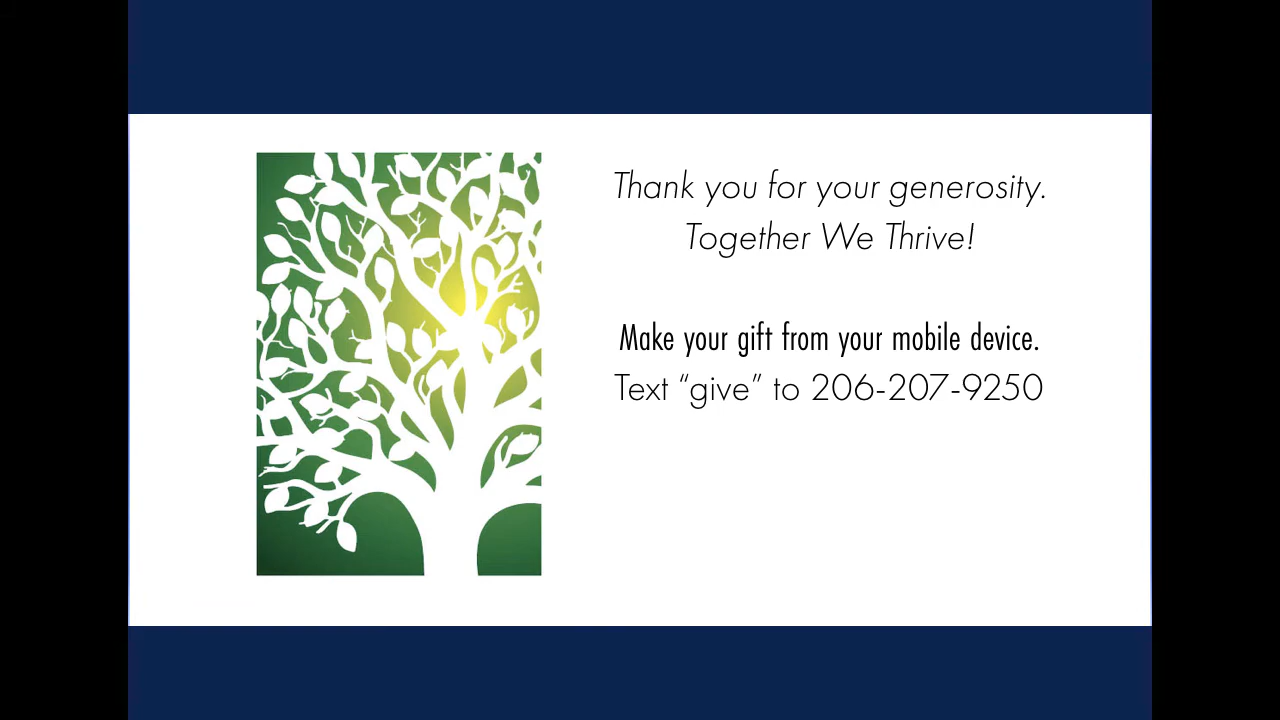 Thank you for your generosity.
Together We Thrive!
Make your gift from your mobile device.
Text “give” to 206-207-9250